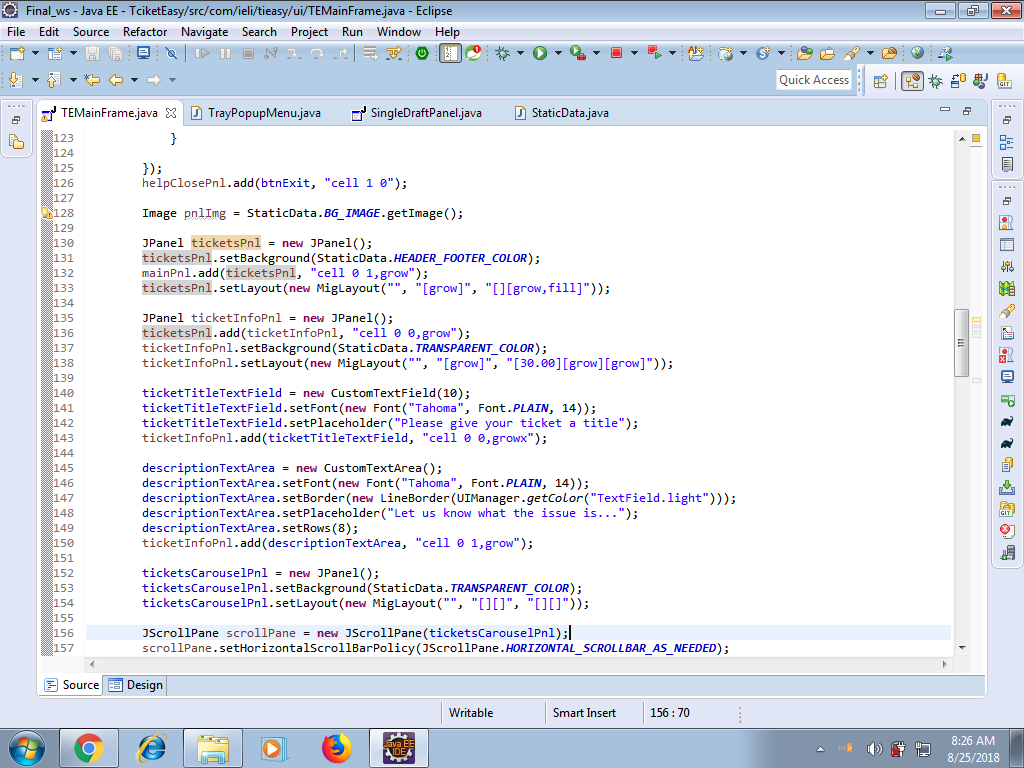 Final_ws - Java EE - TciketEasy/src/com/ieli/tieasy/ui/TEMainFrame.java - Eclipse
File Edit Source Refactor Navigate Search Project Run Window Help
Quick Access
TEMainFrame.java TrayPopupMenu.java SingleDraftPanel.java StaticData.java
123 }
124
125 });
126 helpClosePnl.add(btnExit, "cell 1 0");
127
128 Image pnlImg = StaticData.BG_IMAGE.getImage();
129
130 JPanel ticketsPnl = new JPanel();
131 ticketsPnl.setBackground(StaticData.HEADER_FOOTER_COLOR);
132 mainPnl.add(ticketsPnl, "cell 0 1,grow");
133 ticketsPnl.setLayout(new MigLayout("", "[grow]", "[][grow,fill]"));
134
135 JPanel ticketInfoPnl = new JPanel();
136 ticketsPnl.add(ticketInfoPnl, "cell 0 0,grow");
137 ticketInfoPnl.setBackground(StaticData.TRANSPARENT_COLOR);
138 ticketInfoPnl.setLayout(new MigLayout("", "[grow]", "[30.00][grow][grow]"));
139
140 ticketTitleTextField = new CustomTextField(10);
141 ticketTitleTextField.setFont(new Font("Tahoma", Font.PLAIN, 14));
142 ticketTitleTextField.setPlaceholder("Please give your ticket a title");
143 ticketInfoPnl.add(ticketTitleTextField, "cell 0 0,growx");
144
145 descriptionTextArea = new CustomTextArea();
146 descriptionTextArea.setFont(new Font("Tahoma", Font.PLAIN, 14));
147 descriptionTextArea.setBorder(new LineBorder(UIManager.getColor("TextField.light")));
148 descriptionTextArea.setPlaceholder("Let us know what the issue is...");
149 descriptionTextArea.setRows(8);
150 ticketInfoPnl.add(descriptionTextArea, "cell 0 1,grow");
151
152 ticketsCarouselPnl = new JPanel();
153 ticketsCarouselPnl.setBackground(StaticData.TRANSPARENT_COLOR);
154 ticketsCarouselPnl.setLayout(new MigLayout("", "[][]", "[][]"));
155
156 JScrollPane scrollPane = new JScrollPane(ticketsCarouselPnl);
157 scrollPane.setHorizontalScrollBarPolicy(JScrollPane.HORIZONTAL_SCROLLBAR_AS_NEEDED);
Source Design
Writable Smart Insert 156 : 70
Java EE
IDE
8:26 AM
8/25/2018